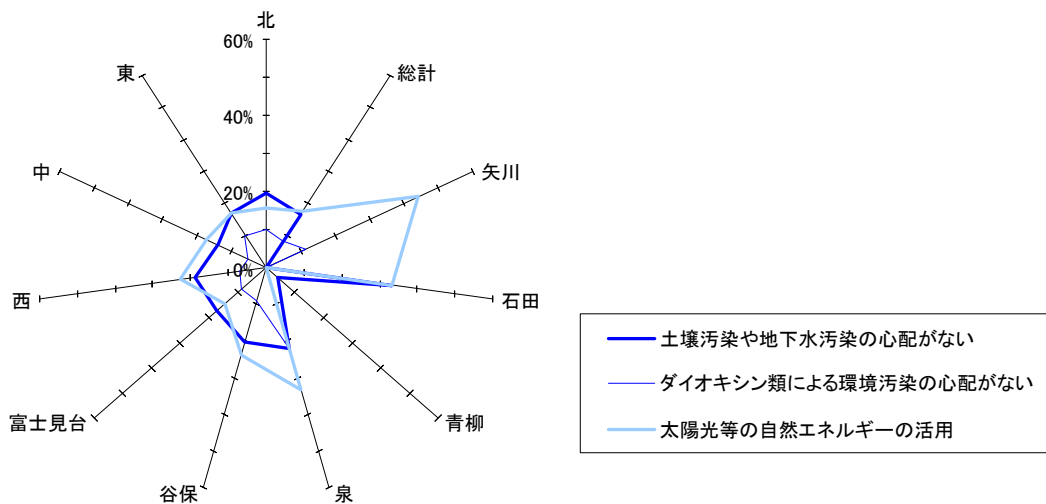 北
60%
東
総計
40%
中
矢川
20%
0%
西
石田
土壌汚染や地下水汚染の心配がない
ダイオキシン類による環境汚染の心配がない
太陽光等の自然エネルギーの活用
富士見台
青柳
谷保
泉